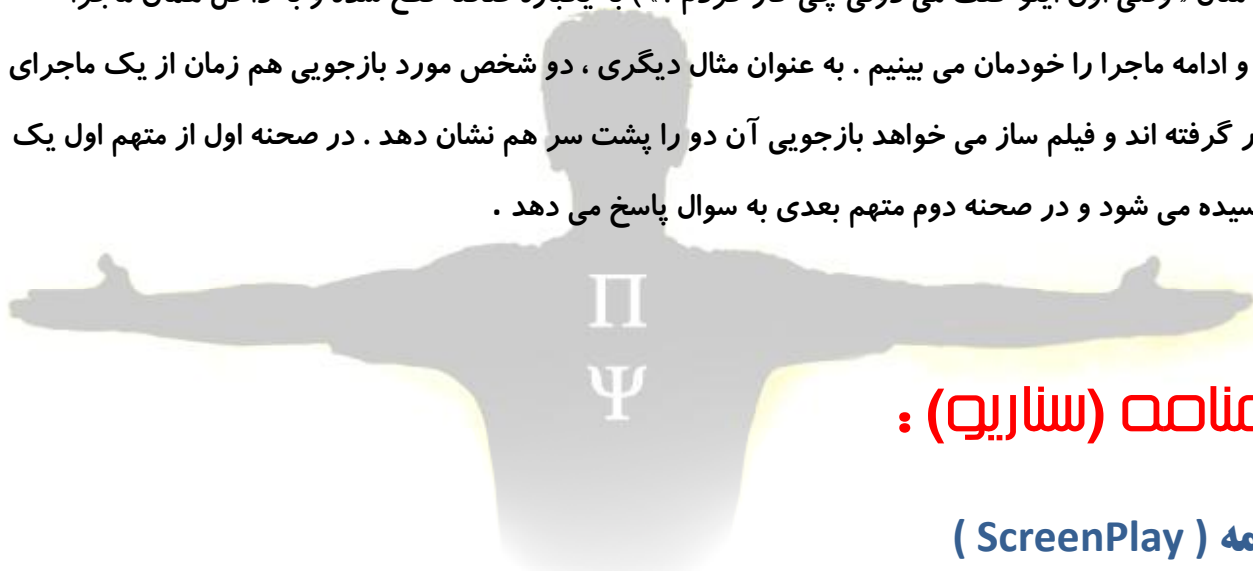 و ادامه ماجرا را خودمان می بینیم . به عنوان مثال دیگری ، دو شخص مورد بازجویی هم زمان از یک ماجرای
گرفته اند و فیلم ساز می خواهد بازجویی آن دو را پشت سر هم نشان دهد . در صحنه اول از متهم اول یک
می شود و در صحنه دوم متهم بعدی به سوال پاسخ می دهد .
Π
Ψ
(سناریو) :
( ScreenPlay )